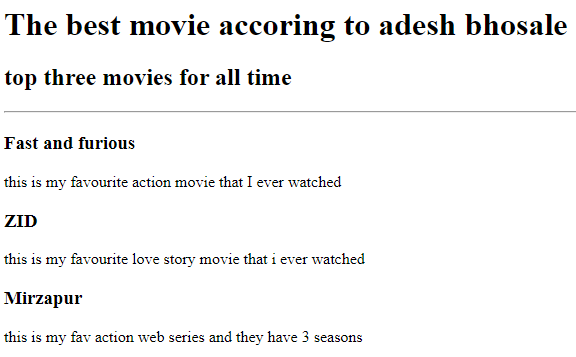 The best movie accoring to adesh bhosale
top three movies for all time
Fast and furious
this is my favourite action movie that I ever watched
ZID
this is my favourite love story movie that i ever watched
Mirzapur
this is my fav action web series and they have 3 seasons